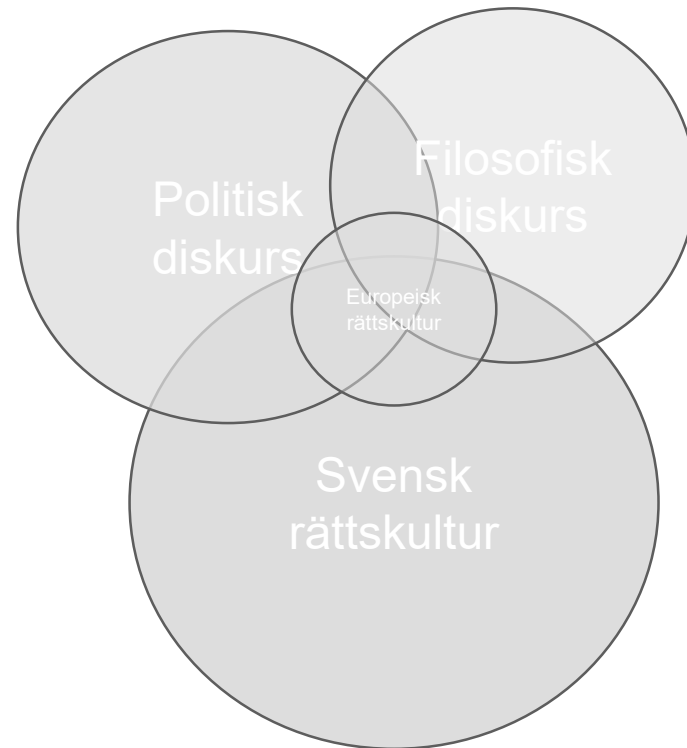 Politisk
diskurs
Filosofisk
diskurs
Europeisk
rättskultur
Svensk
rättskultur